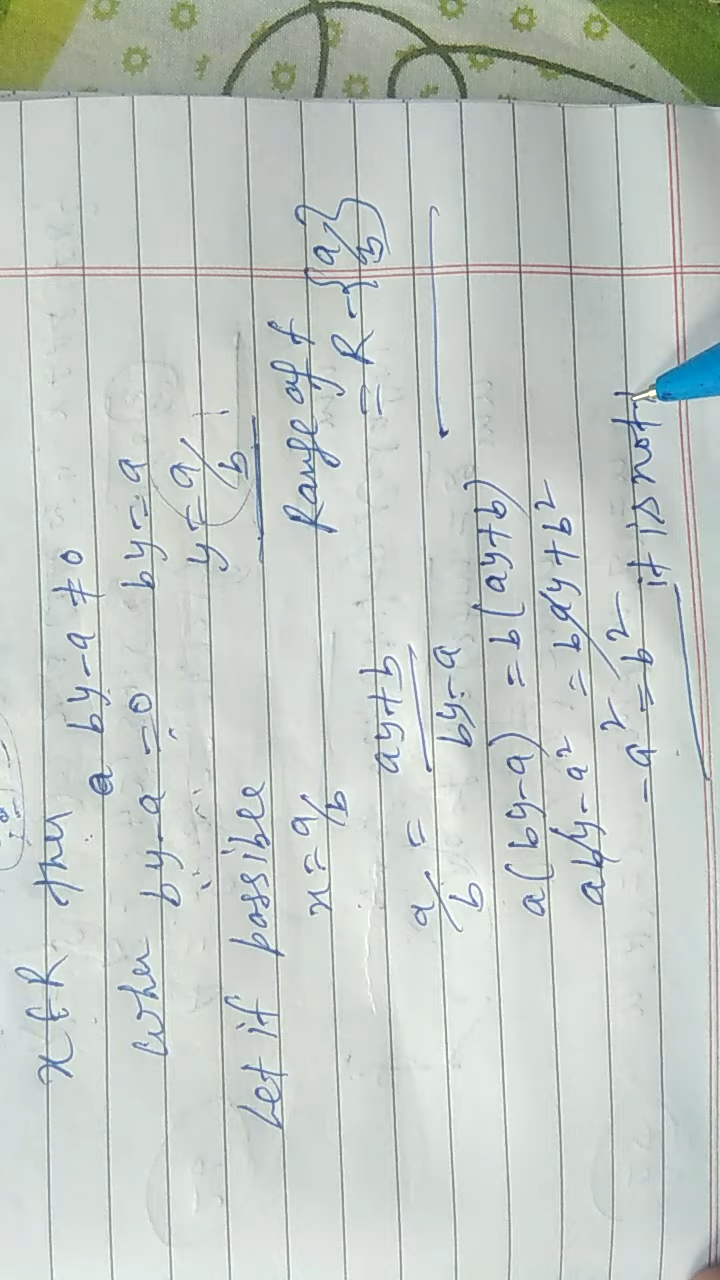 x ∈ R, then
a by-a ≠ 0
when by-a = 0 by = a
y = a/b
Let if possible
x = a/b
Range of f
= R - {a/b}
a/b = ay+b/by-a
a(by-a) = b(ay+b)
aby-a² = bay+b²
-a² = b² it is not